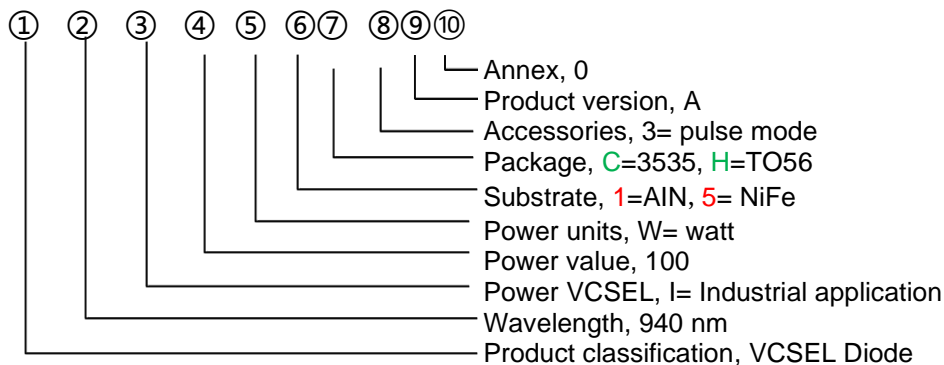 ① ② ③ ④ ⑤ ⑥⑦ ⑧⑨⑩
Annex, 0
Product version, A
Accessories, 3= pulse mode
Package, C=3535, H=TO56
Substrate, 1=AIN, 5= NiFe
Power units, W= watt
Power value, 100
Power VCSEL, I= Industrial application
Wavelength, 940 nm
Product classification, VCSEL Diode